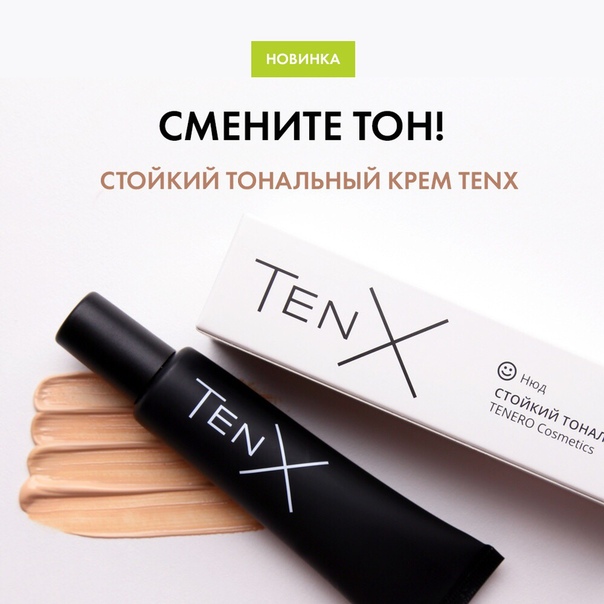 НОВИНКА
СМЕНИТЕ ТОН!
СТОЙКИЙ ТОНАЛЬНЫЙ КРЕМ TENX
TENX
Нюд
СТОЙКИЙ ТОНАЛ
TENERO Cosmetics
TENX